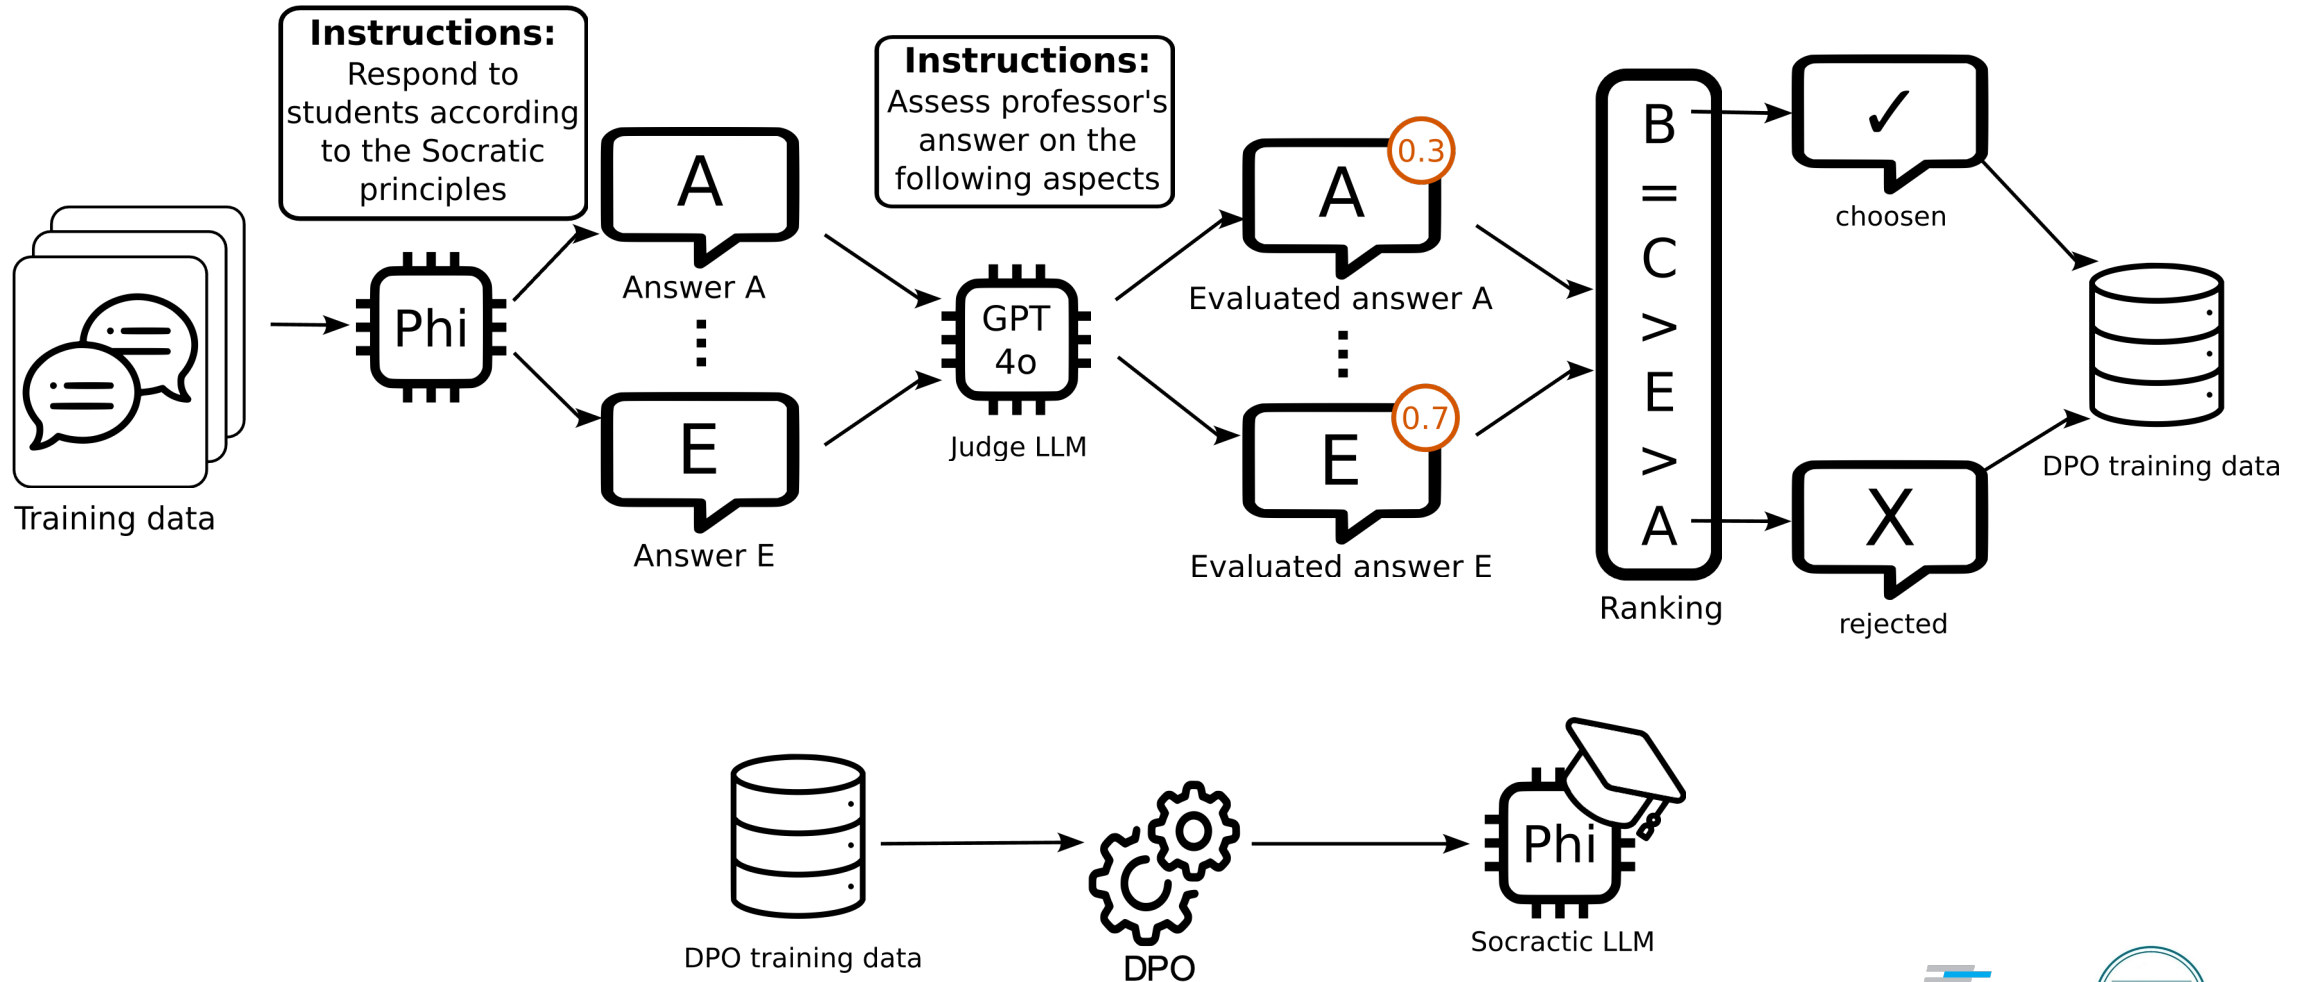 Instructions:
Respond to
students according
to the Socratic
principles
Instructions:
Assess professor's
answer on the
following aspects
Training data
Phi
A
Answer A
E
Answer E
GPT
4o
Judge LLM
A
0.3
Evaluated answer A
E
0.7
Evaluated answer E
B
=
C
>
E
>
A
Ranking
✓
choosen
X
rejected
DPO training data
DPO training data
DPO
Phi
Socractic LLM